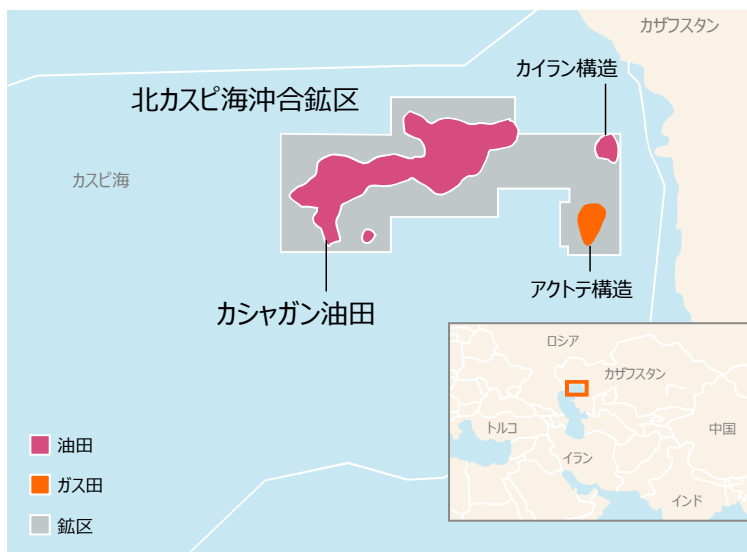 カザフスタン
カイラン構造
北カスピ海沖合鉱区
カスピ海
アクトテ構造
カシャガン油田
ロシア
カザフスタン
トルコ
中国
イラン
インド
油田
ガス田
鉱区